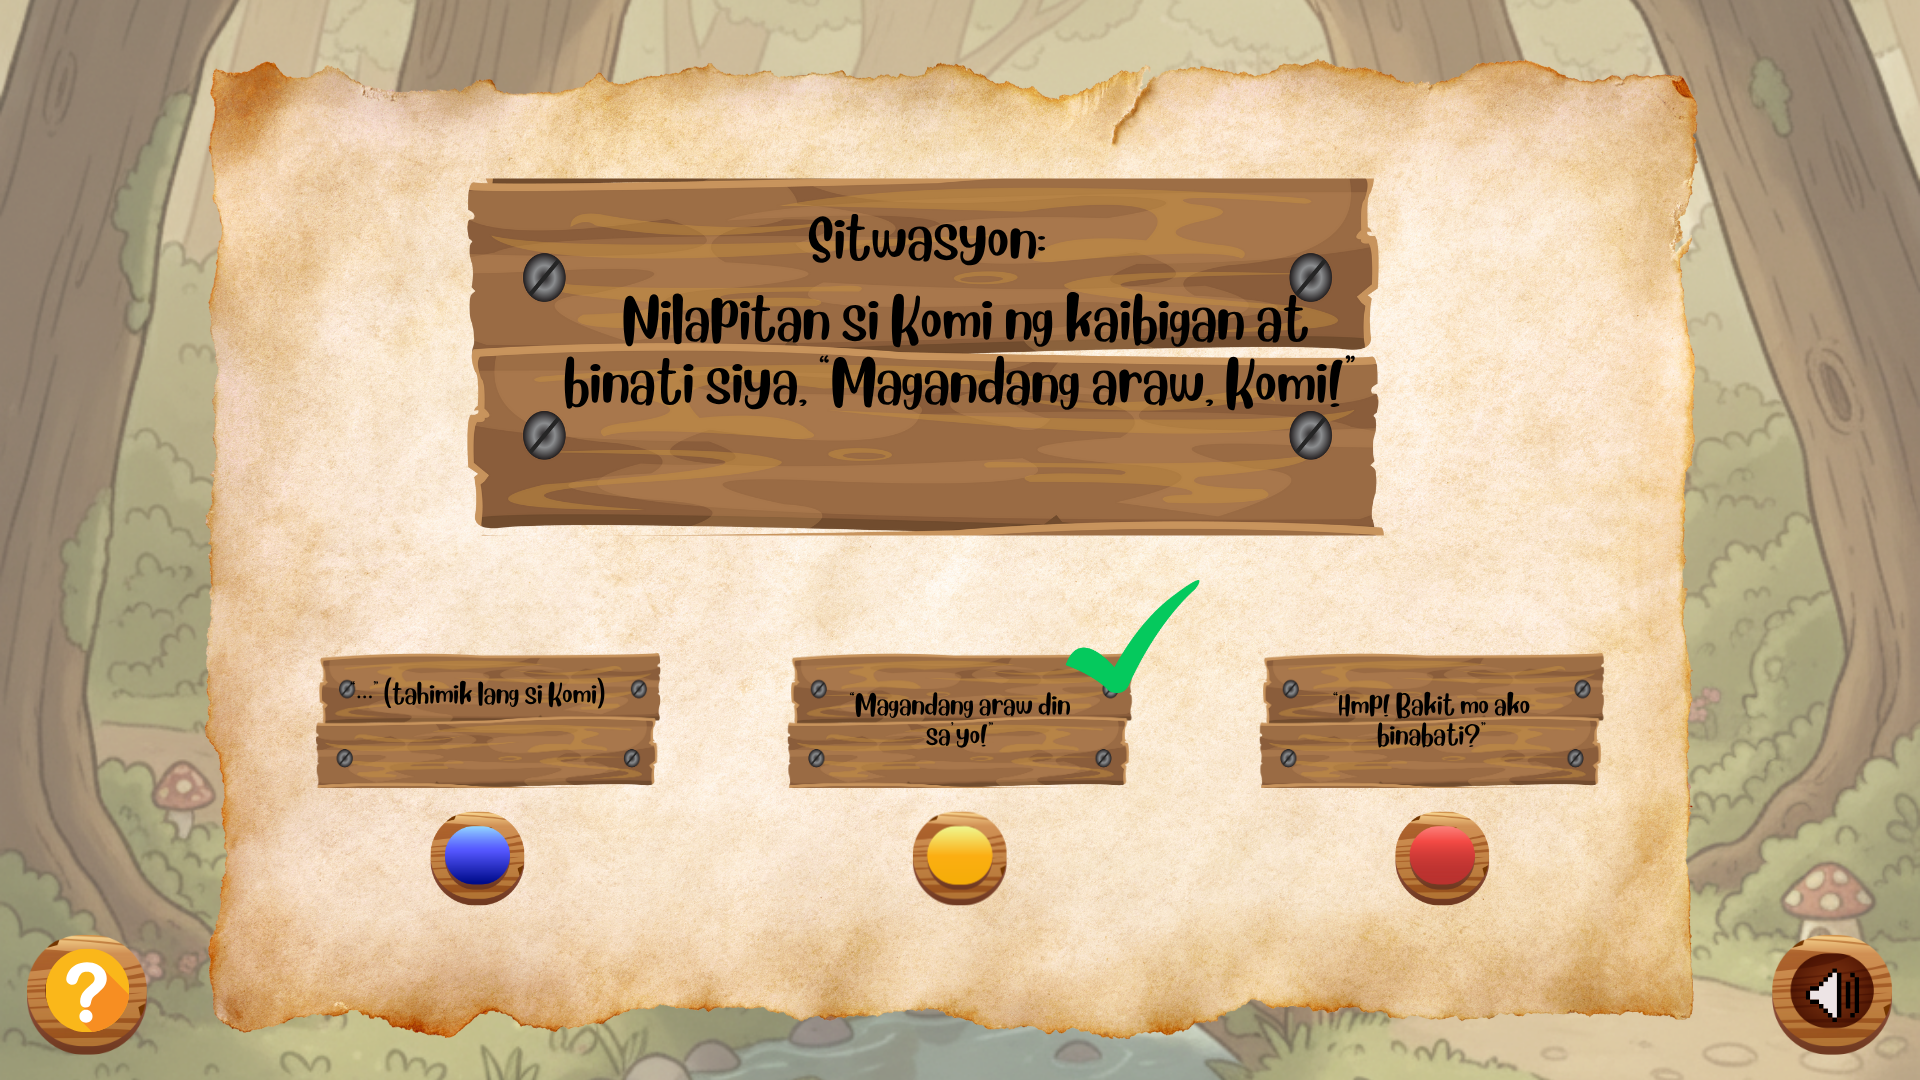 Sitwasyon:
Nilapitan si Komi ng kaibigan at
binati siya, “Magandang araw, Komi!”
“...” (tahimik lang si Komi)
“Magandang araw din
sa'yo!”
“Hmp! Bakit mo ako
binabati?”
?